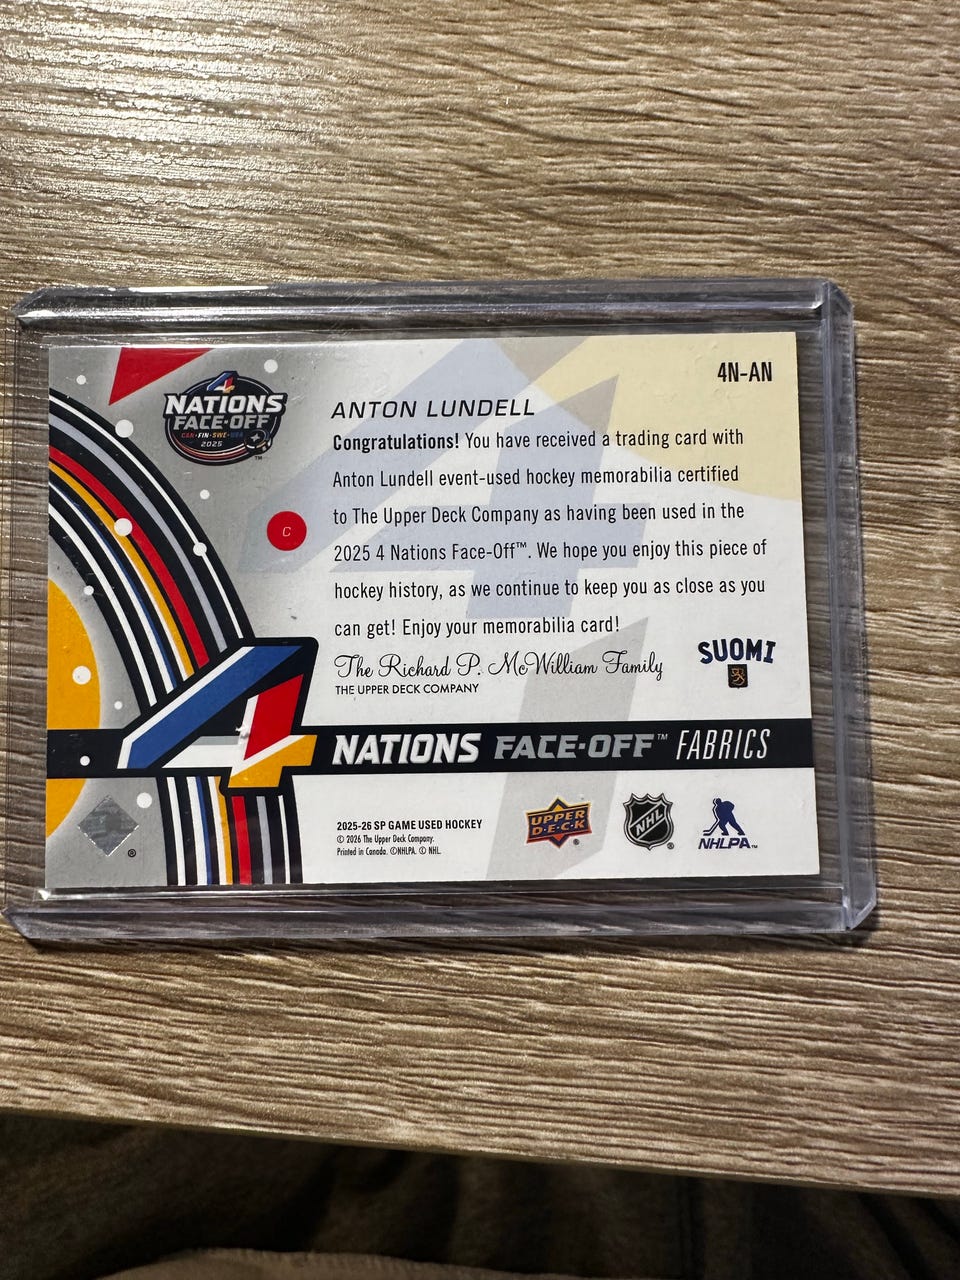 4N-AN
NATIONS
FACE-OFF
CAN•FIN•SWE•USA
2025
TM
ANTON LUNDELL
Congratulations! You have received a trading card with
Anton Lundell event-used hockey memorabilia certified
to The Upper Deck Company as having been used in the
2025 4 Nations Face-Off™. We hope you enjoy this piece of
hockey history, as we continue to keep you as close as you
can get! Enjoy your memorabilia card!
C
The Richard P. McWilliam Family
THE UPPER DECK COMPANY
SUOMI
4 NATIONS FACE-OFF™ FABRICS
2025-26 SP GAME USED HOCKEY
© 2026 The Upper Deck Company.
Printed in Canada. ©NHLPA. © NHL.
UPPER
D•E•C•K
®
NHL
®
NHLPA™
®